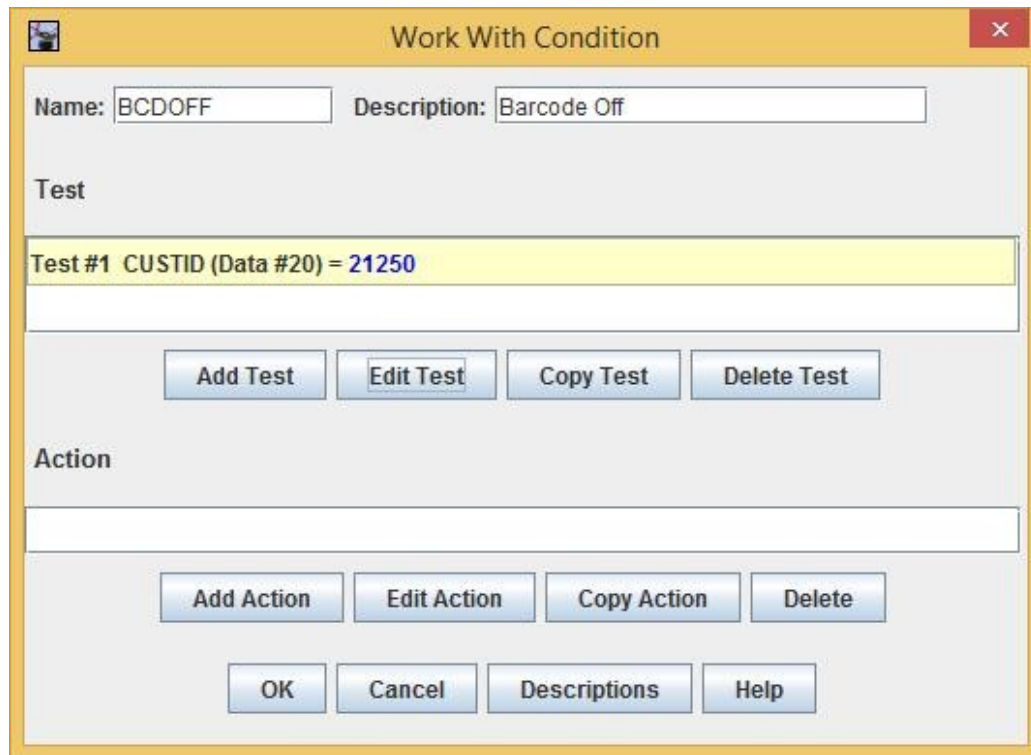 Work With Condition
Name: BCDOFF Description: Barcode Off
Test
Test #1 CUSTID (Data #20) = 21250
Add Test Edit Test Copy Test Delete Test
Action
Add Action Edit Action Copy Action Delete
OK Cancel Descriptions Help